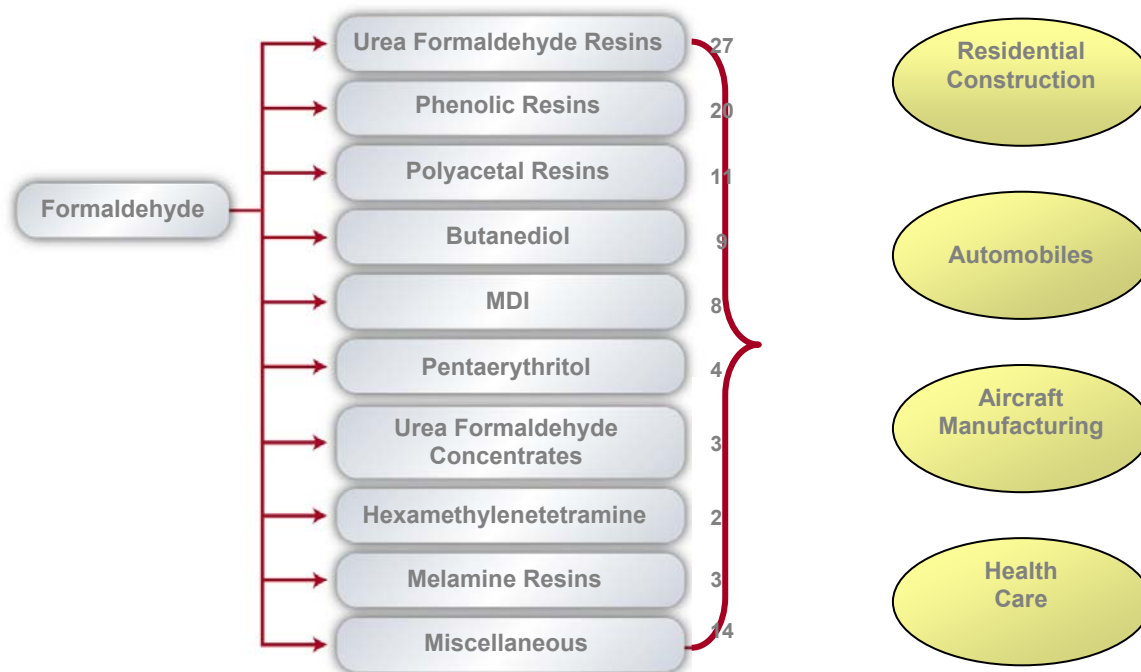 Formaldehyde
Urea Formaldehyde Resins
27
Phenolic Resins
20
Polyacetal Resins
11
Butanediol
9
MDI
8
Pentaerythritol
4
Urea Formaldehyde
Concentrates
3
Hexamethylenetetramine
2
Melamine Resins
3
Miscellaneous
14
Residential
Construction
Automobiles
Aircraft
Manufacturing
Health
Care